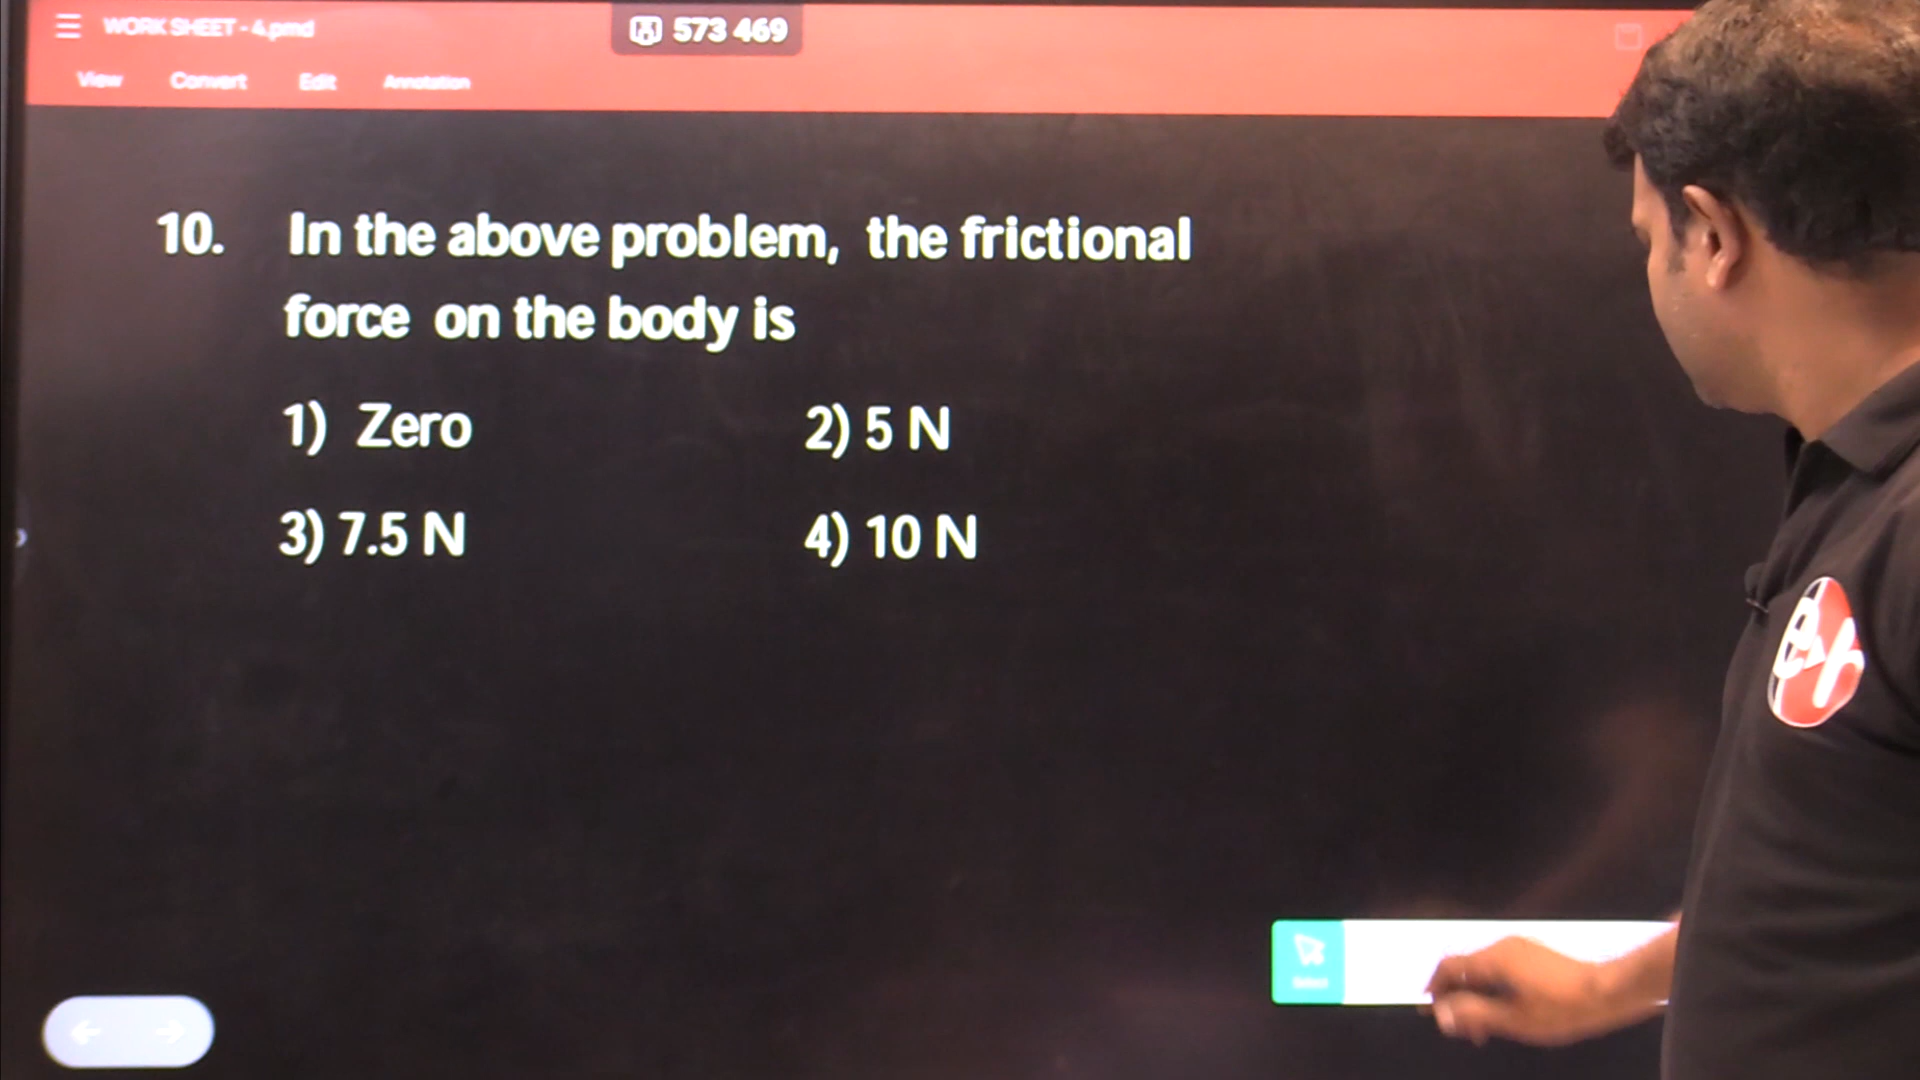 WORK SHEET - 4.pmd
573 469
View Convert Edit Annotation
10. In the above problem, the frictional
force on the body is
1) Zero
2) 5 N
3) 7.5 N
4) 10 N
Select